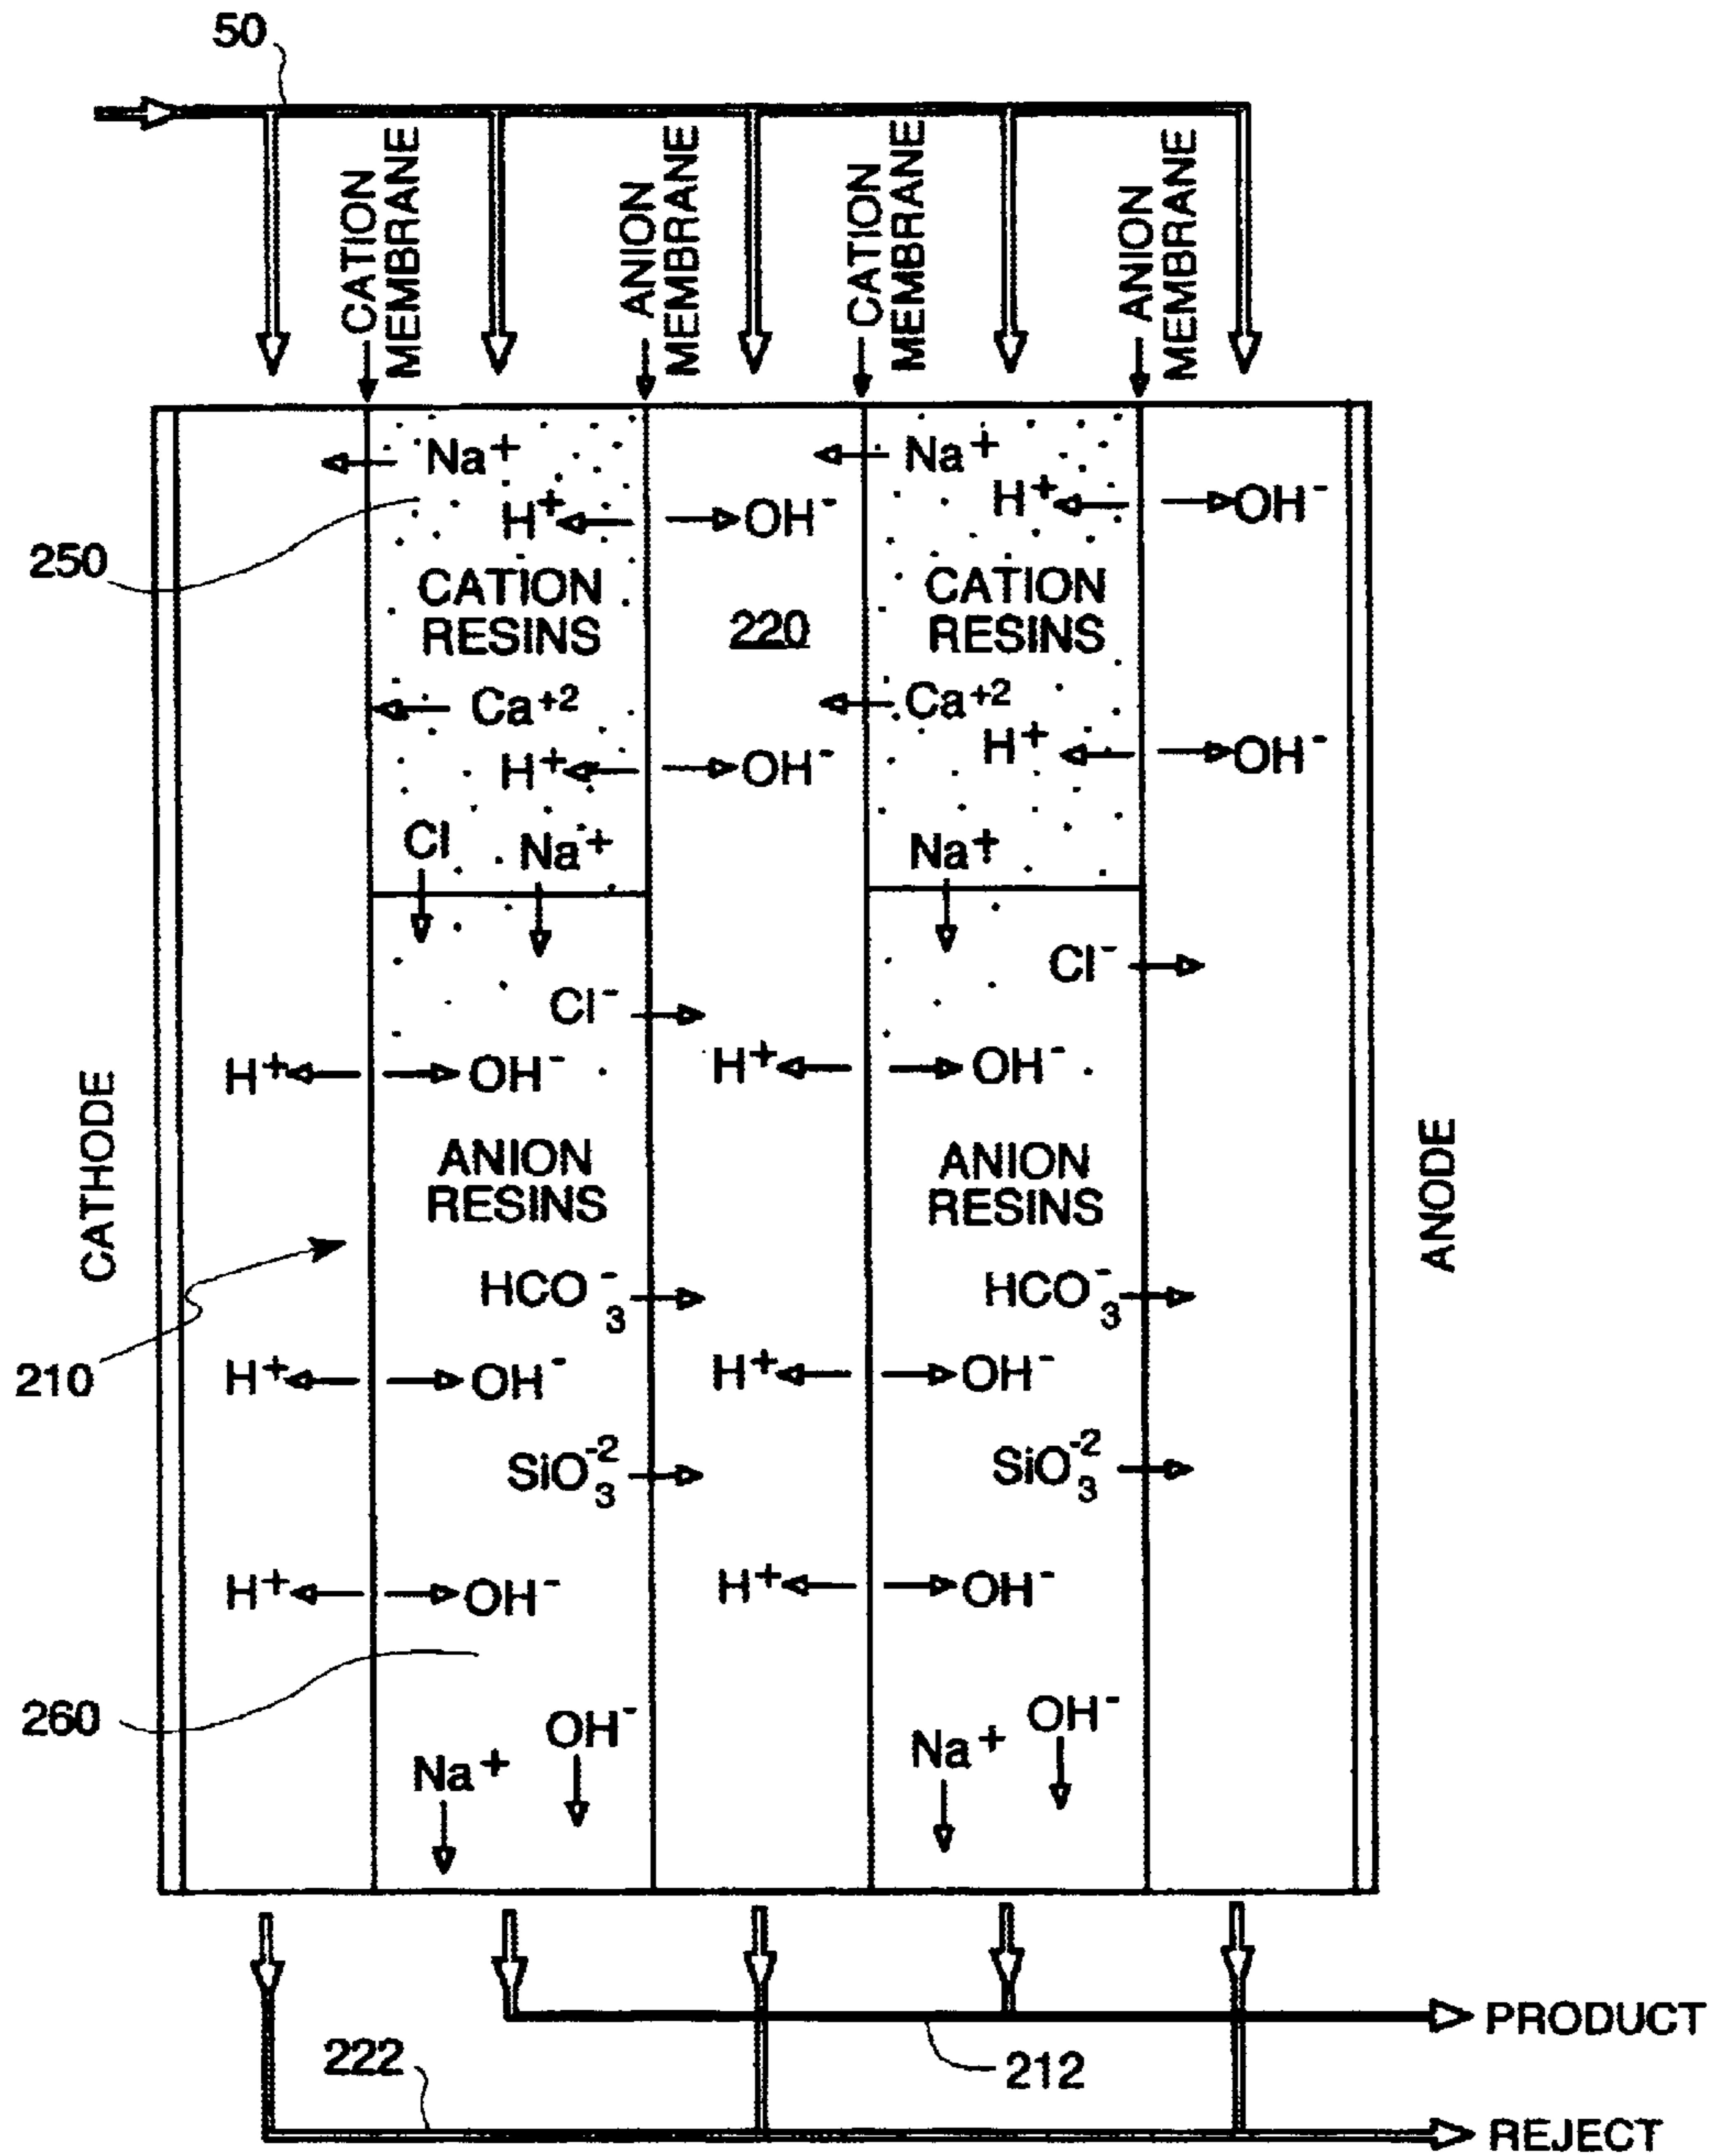 50
CATION
MEMBRANE
ANION
MEMBRANE
CATION
MEMBRANE
ANION
MEMBRANE
Na+
Na+
H+
OH-
H+
OH-
250
CATION
RESINS
220
CATION
RESINS
Ca+2
Ca+2
H+
OH-
H+
OH-
Cl
Na+
Na+
Cl-
Cl-
H+
OH-
H+
OH-
CATHODE
ANION
RESINS
ANION
RESINS
ANODE
HCO3-
HCO3-
210
H+
OH-
H+
OH-
SiO3-2
SiO3-2
H+
OH-
H+
OH-
260
OH-
OH-
Na+
Na+
PRODUCT
222
212
REJECT